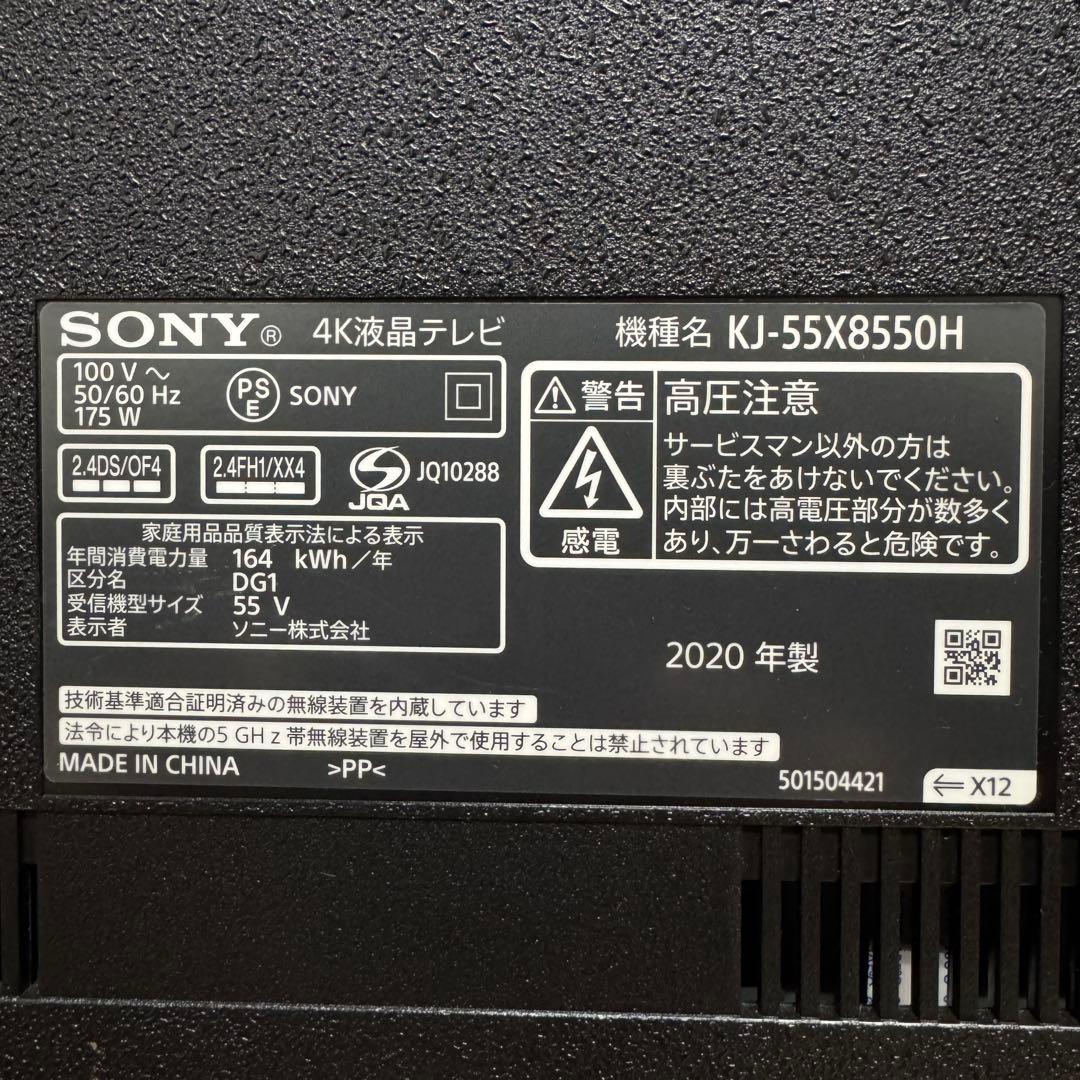 SONY® 4K液晶テレビ 機種名 KJ-55X8550H
100 V ～
50/60 Hz
175 W
PS
E
SONY
2.4DS/OF4
2.4FH1/XX4
JQA
JQ10288
家庭用品品質表示法による表示
年間消費電力量 164 kWh／年
区分名 DG1
受信機型サイズ 55 V
表示者 ソニー株式会社
警告
感電
高圧注意
サービスマン以外の方は
裏ぶたをあけないでください。
内部には高電圧部分が数多く
あり、万一さわると危険です。
2020 年製
技術基準適合証明済みの無線装置を内蔵しています
法令により本機の5 GHz帯無線装置を屋外で使用することは禁止されています
MADE IN CHINA >PP<
501504421
⇐ X12